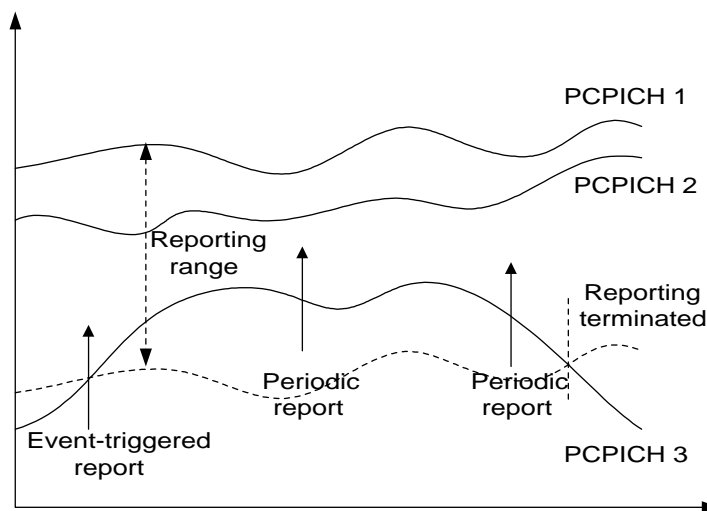 PCPICH 1
PCPICH 2
Reporting
range
Reporting
terminated
Periodic
report
Periodic
report
Event-triggered
report
PCPICH 3